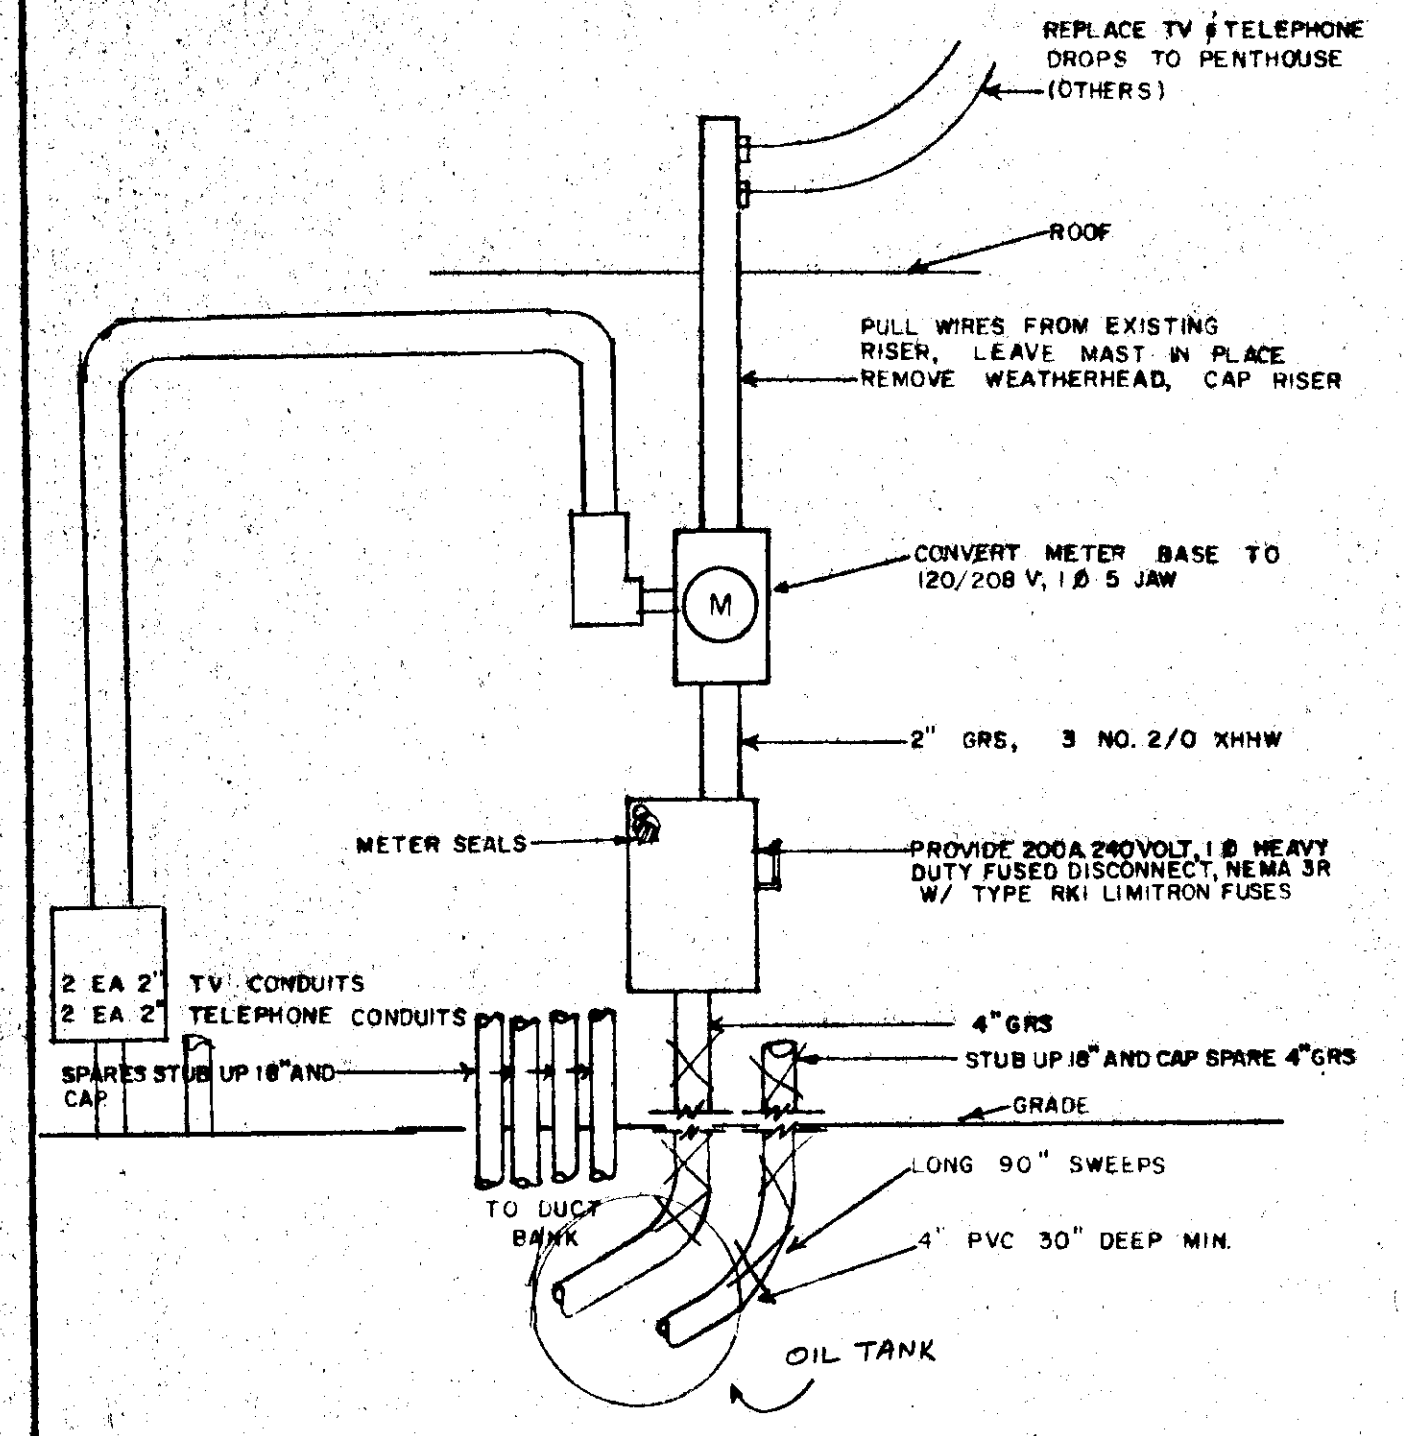 REPLACE TV & TELEPHONE
DROPS TO PENTHOUSE
(OTHERS)
ROOF
PULL WIRES FROM EXISTING
RISER, LEAVE MAST IN PLACE
REMOVE WEATHERHEAD, CAP RISER
CONVERT METER BASE TO
120/208 V, 1 Ø 5 JAW
M
2" GRS, 3 NO. 2/0 XHHW
METER SEALS
PROVIDE 200A 240VOLT, 1 Ø HEAVY
DUTY FUSED DISCONNECT, NEMA 3R
W/ TYPE RK1 LIMITRON FUSES
2 EA 2" TV CONDUITS
2 EA 2" TELEPHONE CONDUITS
4" GRS
STUB UP 18" AND CAP SPARE 4" GRS
SPARES STUB UP 18" AND
CAP
GRADE
LONG 90" SWEEPS
TO DUCT
BANK
4" PVC 30" DEEP MIN.
OIL TANK